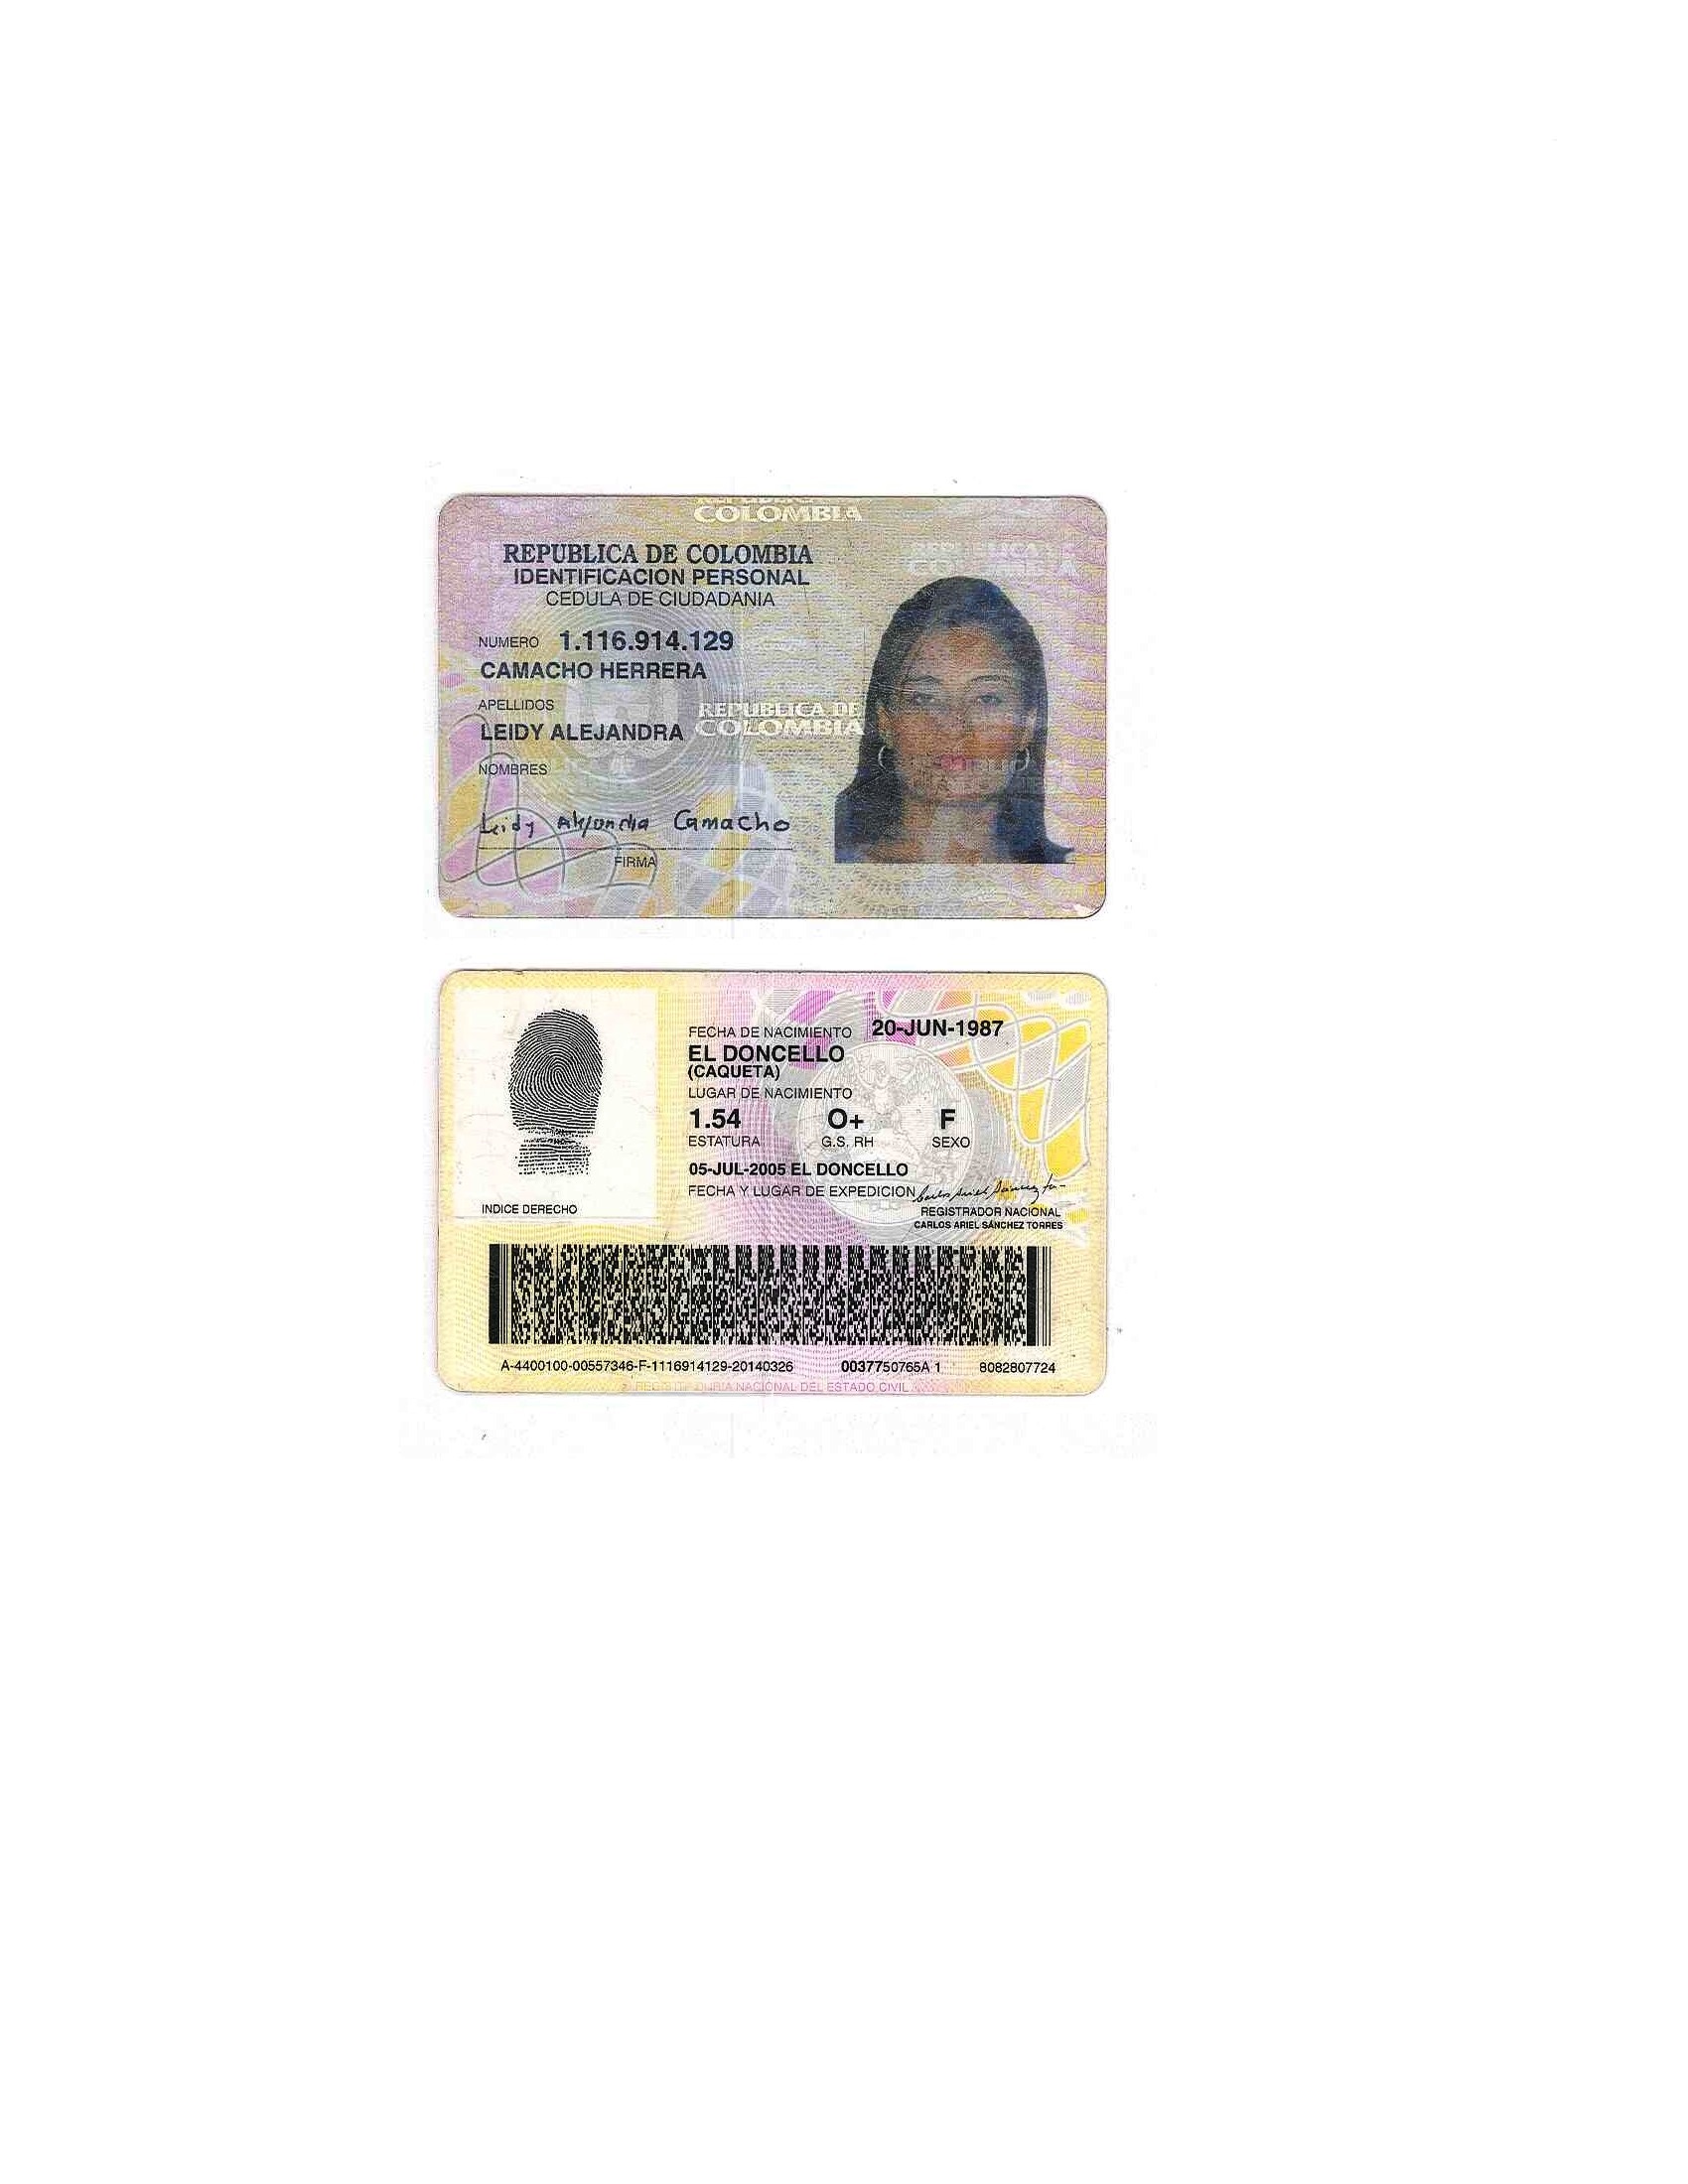 COLOMBIA
REPUBLICA DE COLOMBIA
IDENTIFICACION PERSONAL
CEDULA DE CIUDADANIA
NUMERO 1.116.914.129
CAMACHO HERRERA
APELLIDOS
REPUBLICA DE
COLOMBIA
LEIDY ALEJANDRA
NOMBRES
Leidy Alejandra Camacho
FIRMA
FECHA DE NACIMIENTO 20-JUN-1987
EL DONCELLO
(CAQUETA)
LUGAR DE NACIMIENTO
1.54 O+ F
ESTATURA G.S. RH SEXO
05-JUL-2005 EL DONCELLO
FECHA Y LUGAR DE EXPEDICION
INDICE DERECHO
REGISTRADOR NACIONAL
CARLOS ARIEL SÁNCHEZ TORRES
A-4400100-00557346-F-1116914129-20140326 0037750765A 1 8082807724
REGISTRADURIA NACIONAL DEL ESTADO CIVIL